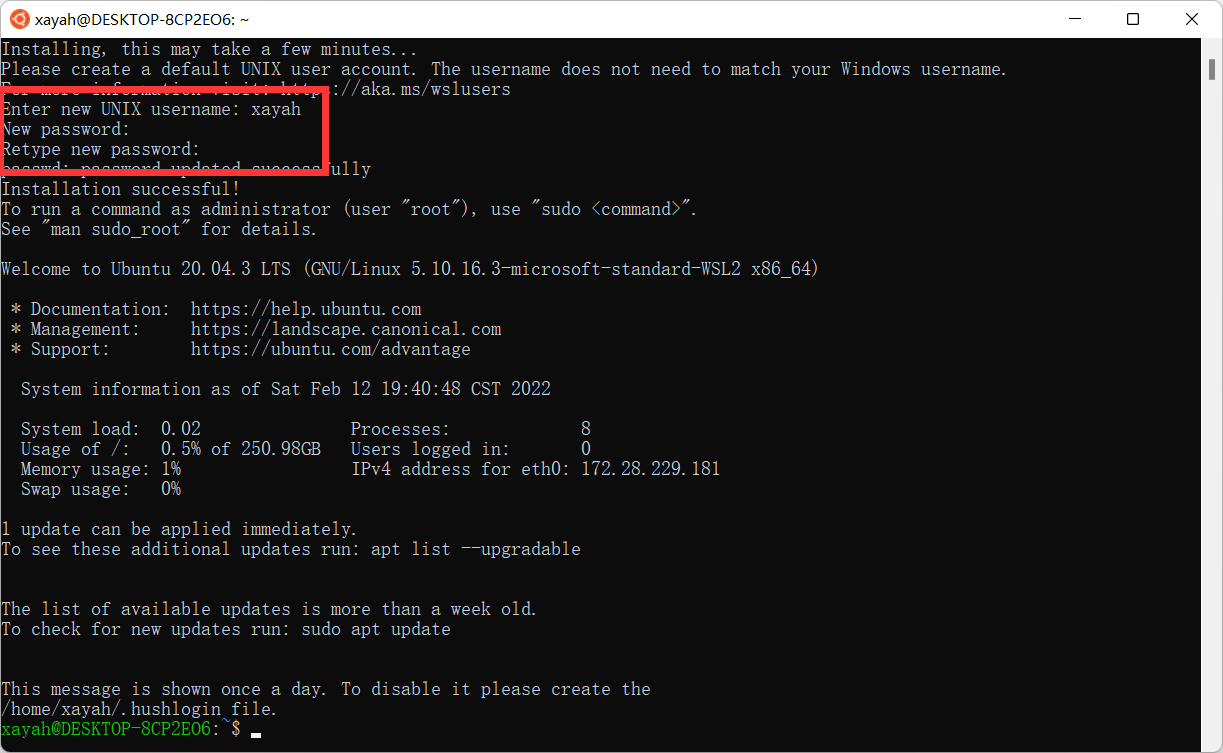 xayah@DESKTOP-8CP2EO6: ~
Installing, this may take a few minutes...
Please create a default UNIX user account. The username does not need to match your Windows username.
For more information visit: https://aka.ms/wslusers
Enter new UNIX username: xayah
New password:
Retype new password:
passwd: password updated successfully
Installation successful!
To run a command as administrator (user "root"), use "sudo <command>".
See "man sudo_root" for details.
Welcome to Ubuntu 20.04.3 LTS (GNU/Linux 5.10.16.3-microsoft-standard-WSL2 x86_64)
* Documentation:  https://help.ubuntu.com
* Management:     https://landscape.canonical.com
* Support:        https://ubuntu.com/advantage
System information as of Sat Feb 12 19:40:48 CST 2022
System load:  0.02               Processes:             8
Usage of /:   0.5% of 250.98GB   Users logged in:       0
Memory usage: 1%                 IPv4 address for eth0: 172.28.229.181
Swap usage:   0%
1 update can be applied immediately.
To see these additional updates run: apt list --upgradable
The list of available updates is more than a week old.
To check for new updates run: sudo apt update
This message is shown once a day. To disable it please create the
/home/xayah/.hushlogin file.
xayah@DESKTOP-8CP2EO6:~$